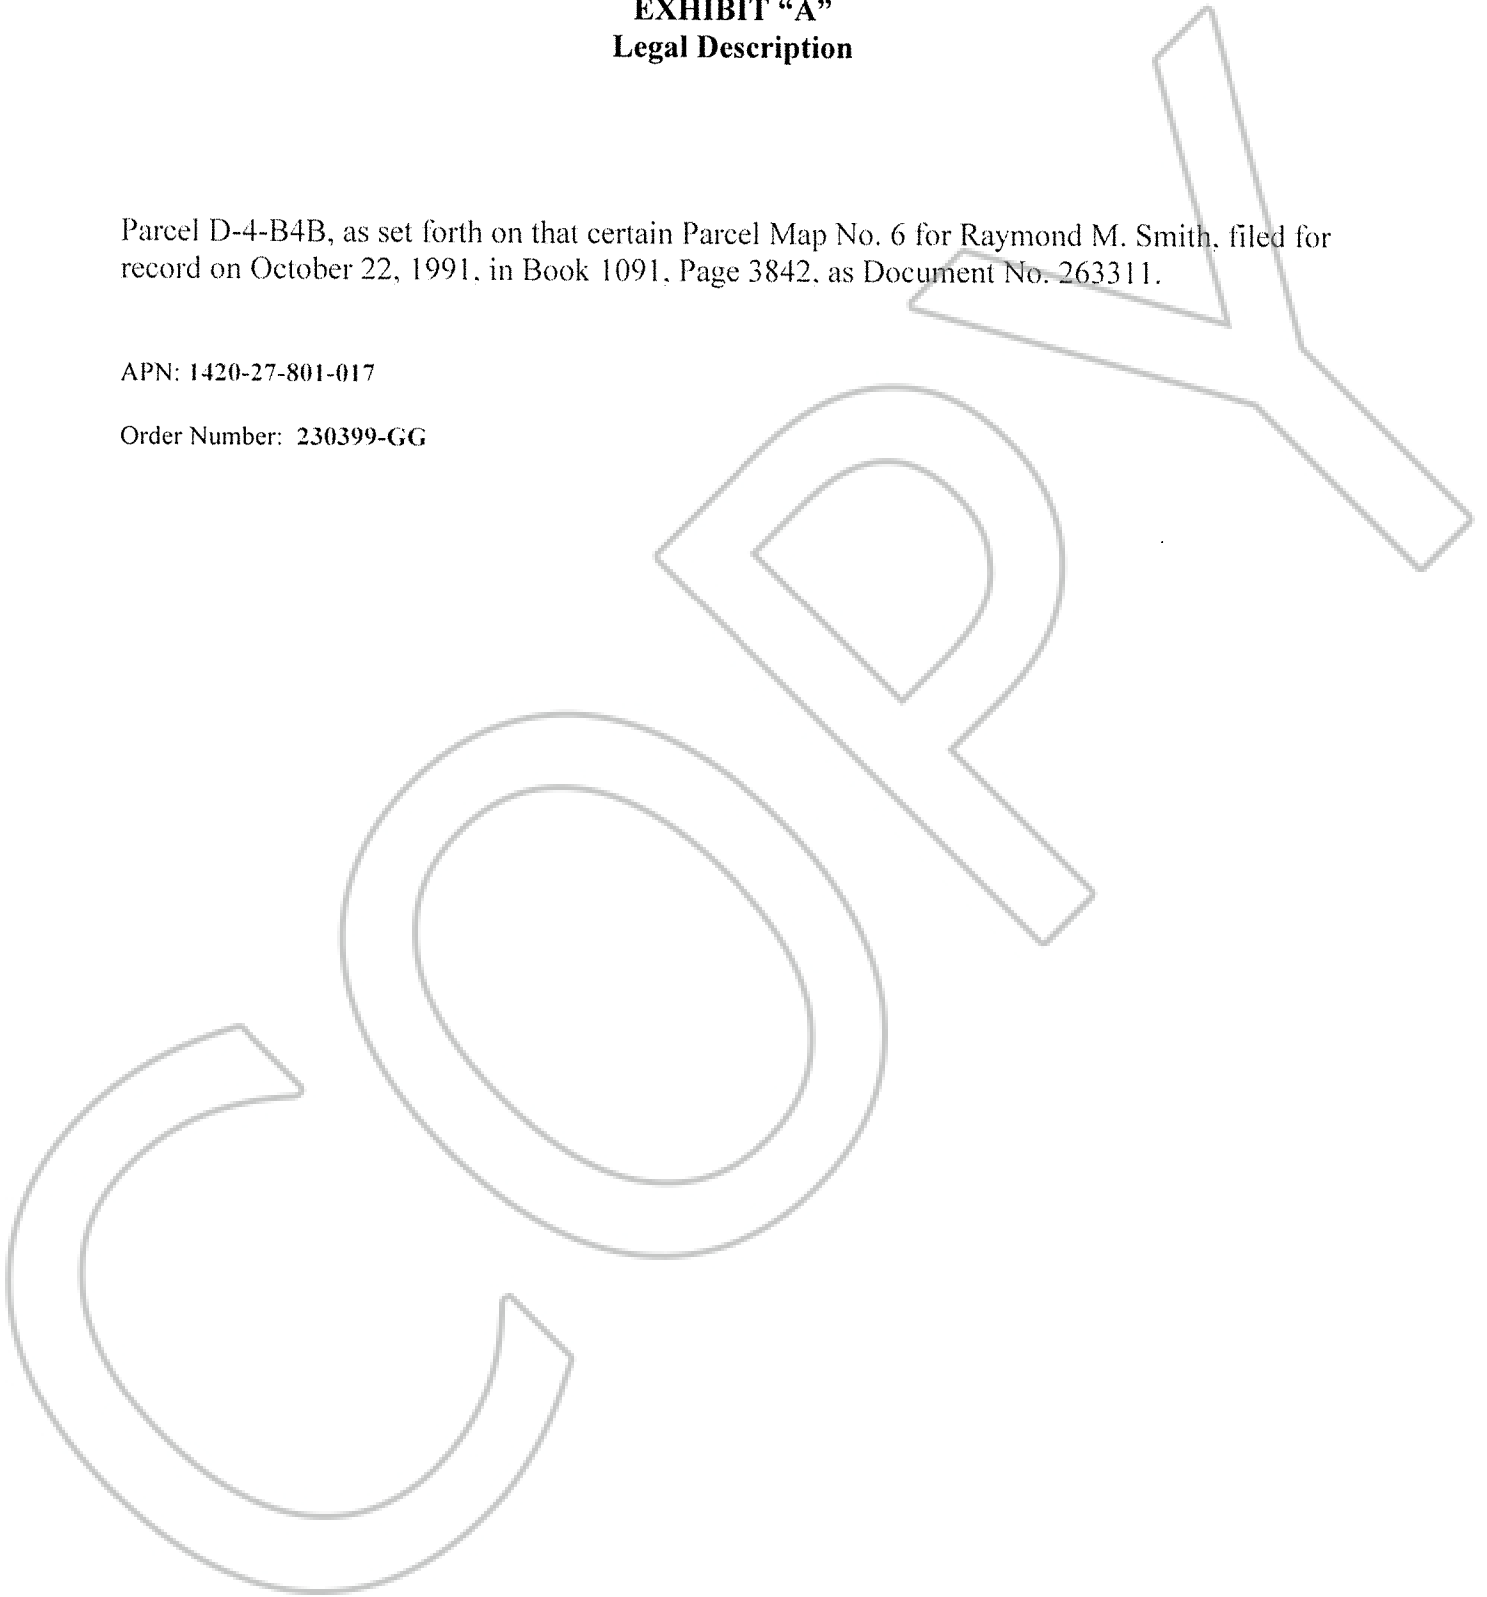 EXHIBIT “A”
Legal Description
Parcel D-4-B4B, as set forth on that certain Parcel Map No. 6 for Raymond M. Smith, filed for
record on October 22, 1991, in Book 1091, Page 3842, as Document No. 263311.
APN: 1420-27-801-017
Order Number: 230399-GG
COPY